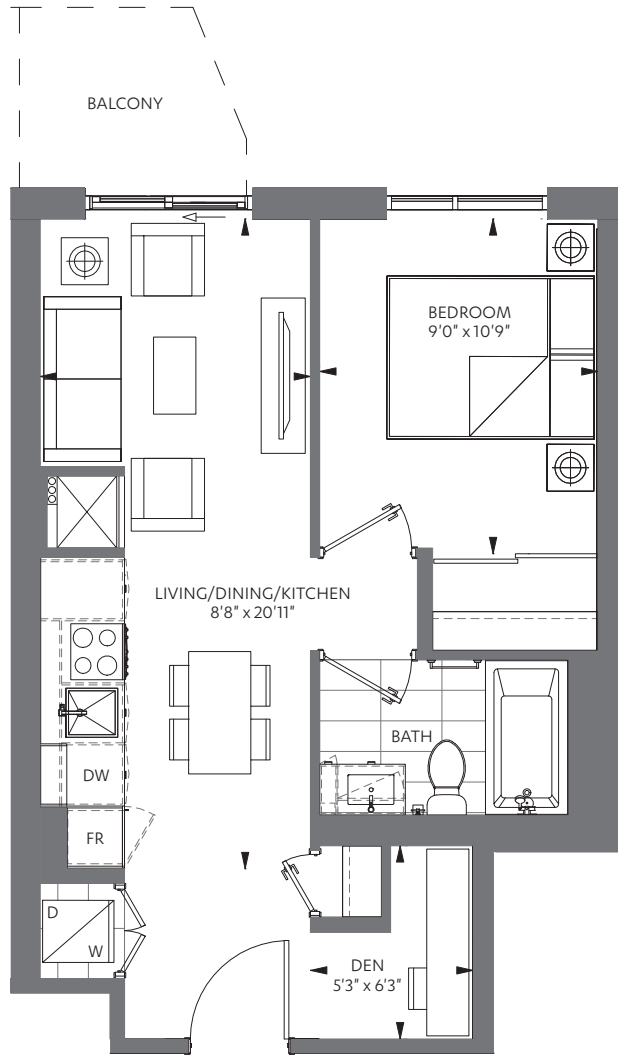 BALCONY
BEDROOM
9'0" x 10'9"
LIVING/DINING/KITCHEN
8'8" x 20'11"
BATH
DW
FR
D
W
DEN
5'3" x 6'3"